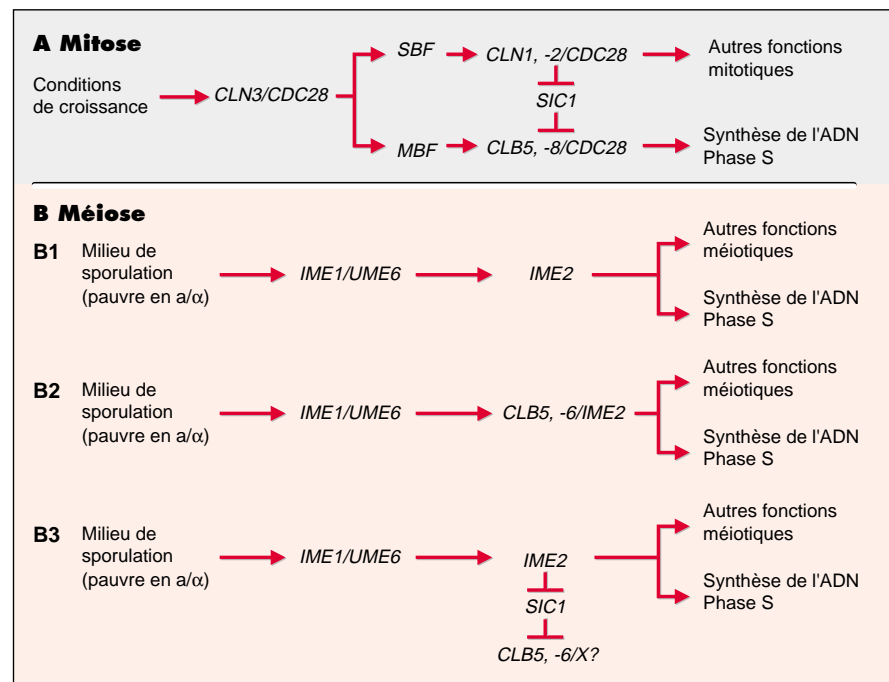 A Mitose
Conditions
de croissance
CLN3/CDC28
SBF
CLN1, -2/CDC28
Autres fonctions
mitotiques
SIC1
MBF
CLB5, -8/CDC28
Synthèse de l'ADN
Phase S
B Méiose
B1
Milieu de
sporulation
(pauvre en a/α)
IME1/UME6
IME2
Autres fonctions
méiotiques
Synthèse de l'ADN
Phase S
B2
Milieu de
sporulation
(pauvre en a/α)
IME1/UME6
CLB5, -6/IME2
Autres fonctions
méiotiques
Synthèse de l'ADN
Phase S
B3
Milieu de
sporulation
(pauvre en a/α)
IME1/UME6
IME2
SIC1
CLB5, -6/X?
Autres fonctions
méiotiques
Synthèse de l'ADN
Phase S